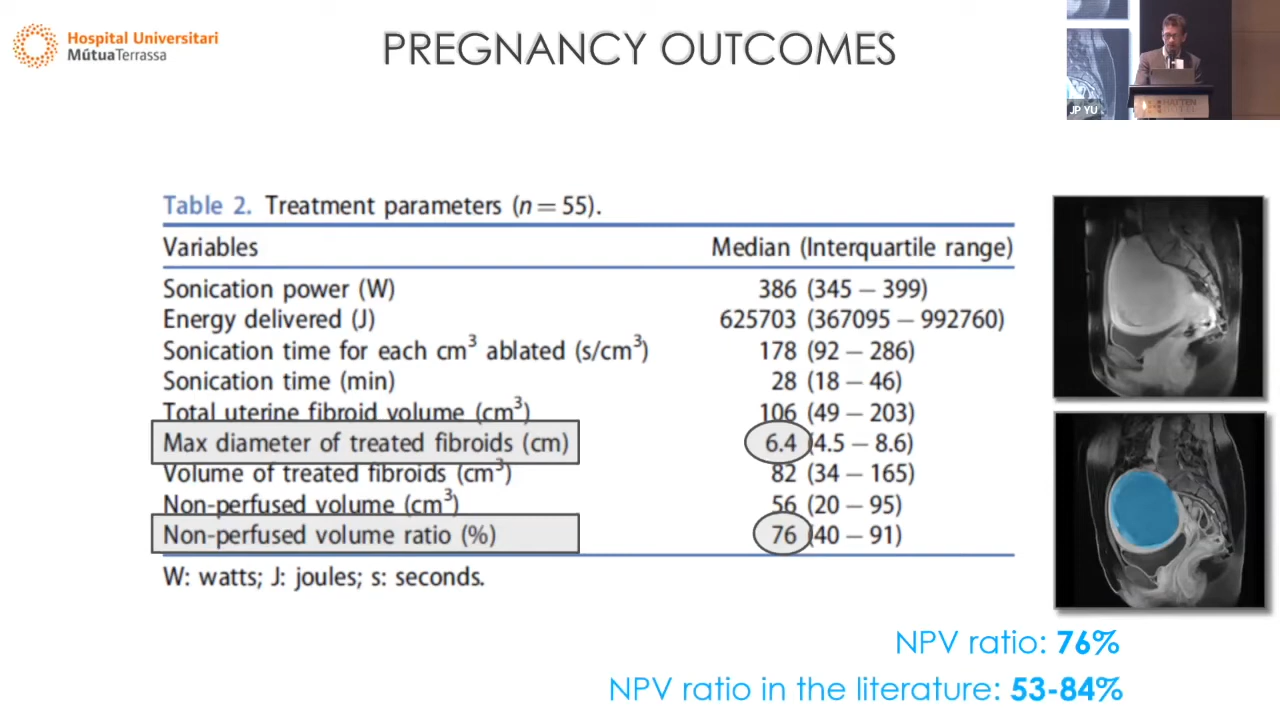 Hospital Universitari
MútuaTerrassa
PREGNANCY OUTCOMES
JP YU
HATTEN
Table 2. Treatment parameters (n = 55).
Variables Median (Interquartile range)
Sonication power (W) 386 (345 – 399)
Energy delivered (J) 625703 (367095 – 992760)
Sonication time for each cm³ ablated (s/cm³) 178 (92 – 286)
Sonication time (min) 28 (18 – 46)
Total uterine fibroid volume (cm³) 106 (49 – 203)
Max diameter of treated fibroids (cm) 6.4 (4.5 – 8.6)
Volume of treated fibroids (cm³) 82 (34 – 165)
Non-perfused volume (cm³) 56 (20 – 95)
Non-perfused volume ratio (%) 76 (40 – 91)
W: watts; J: joules; s: seconds.
NPV ratio: 76%
NPV ratio in the literature: 53-84%